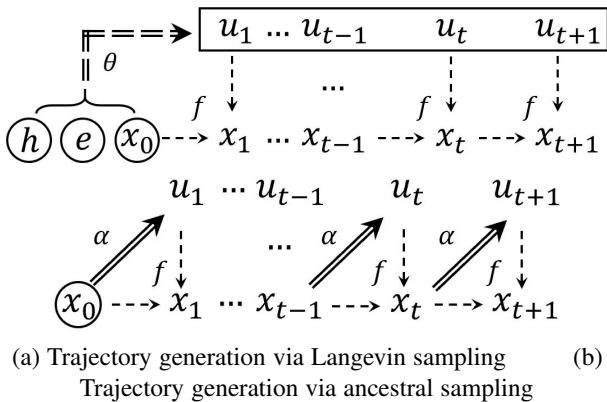 u₁ ... uₜ₋₁ uₜ uₜ₊₁
θ
... f f f
h e x₀ x₁ ... xₜ₋₁ xₜ xₜ₊₁
u₁ ... uₜ₋₁ uₜ uₜ₊₁
α ... α α
f f f
x₀ x₁ ... xₜ₋₁ xₜ xₜ₊₁
(a) Trajectory generation via Langevin sampling (b)
Trajectory generation via ancestral sampling